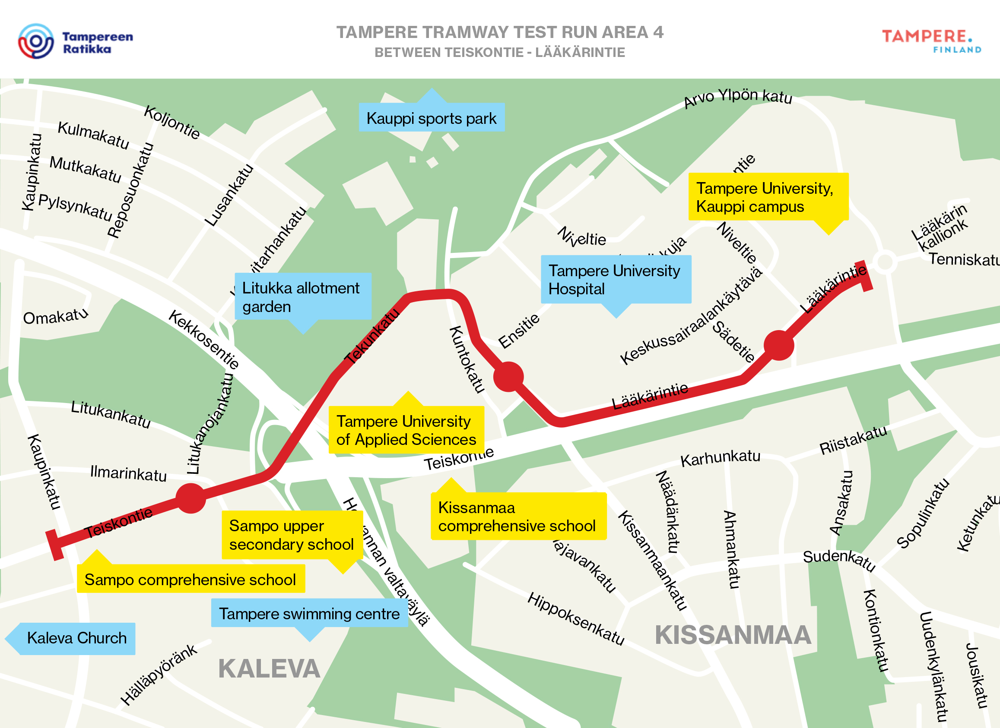 Tampereen
Ratikka
TAMPERE TRAMWAY TEST RUN AREA 4
BETWEEN TEISKONTIE - LÄÄKÄRINTIE
TAMPERE.
FINLAND
Kauppi sports park
Arvo Ylpön katu
Koljontie
Kulmakatu
Kaupinkatu
Mutkakatu
Reposuonkatu
Pylsynkatu
Lusankatu
Tampere University,
Kauppi campus
Niveltie
Niveltie
Lääkärin
kallionk
Tenniskatu
Tampere University
Hospital
Litukka allotment
garden
Omakatu
Kekkosentie
Tekunkatu
Kuntokatu
Ensitie
Keskussairaalankäytävä
Sädetie
Lääkärintie
Lääkärintie
Litukanojankatu
Litukankatu
Tampere University
of Applied Sciences
Teiskontie
Kaupinkatu
Ilmarinkatu
Riistakatu
Karhunkatu
Näädänkatu
Ahmankatu
Ansakatu
Sopulinkatu
Ketunkatu
Kissanmaa
comprehensive school
Teiskontie
Sampo upper
secondary school
Sampo comprehensive school
valtaväylä
Kissanmaankatu
Sudenkatu
Hippoksenkatu
Kontionkatu
Uudenkylänkatu
Jousikatu
Tampere swimming centre
Kaleva Church
KISSANMAA
KALEVA
Hälläpyöränk